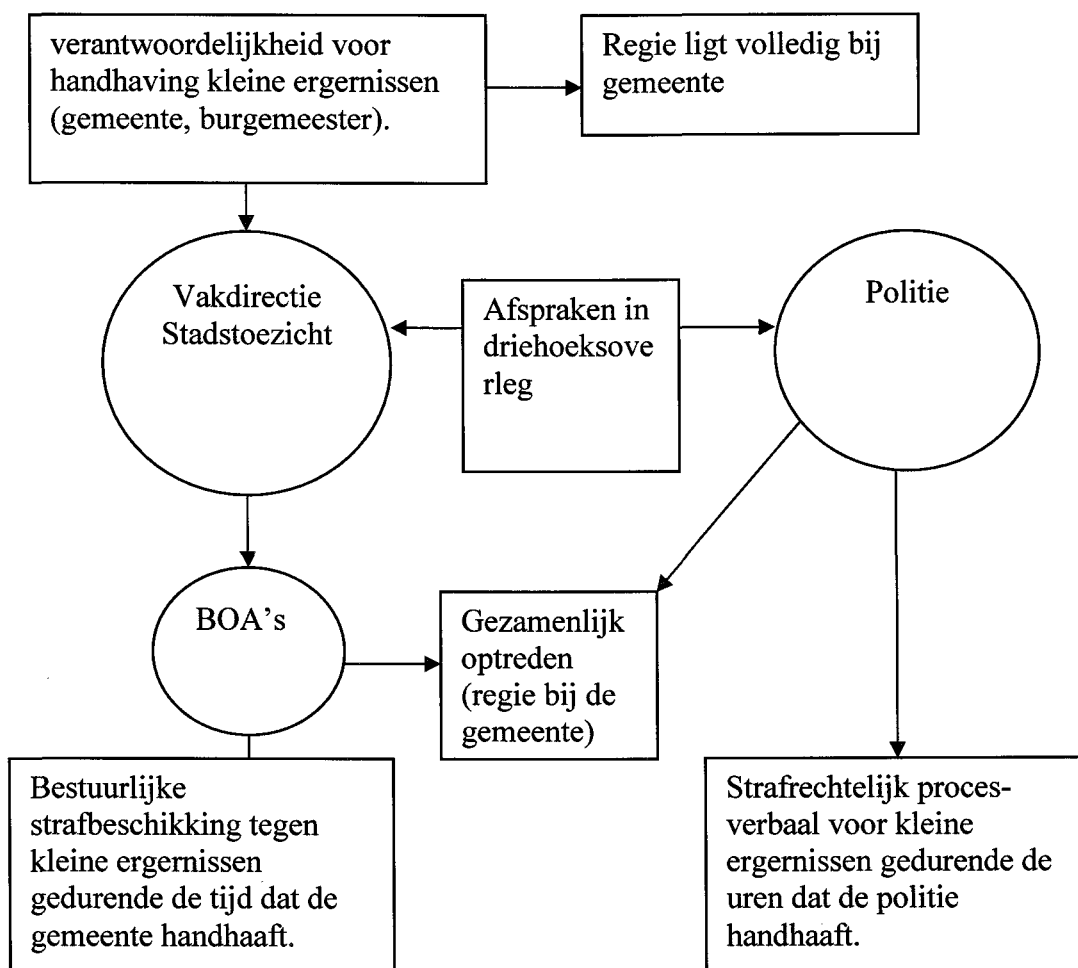 verantwoordelijkheid voor
handhaving kleine ergernissen
(gemeente, burgemeester).
Regie ligt volledig bij
gemeente
Vakdirectie
Stadstoezicht
Afspraken in
driehoeksove
rleg
Politie
BOA's
Gezamenlijk
optreden
(regie bij de
gemeente)
Bestuurlijke
strafbeschikking tegen
kleine ergernissen
gedurende de tijd dat de
gemeente handhaaft.
Strafrechtelijk proces-
verbaal voor kleine
ergernissen gedurende de
uren dat de politie
handhaaft.